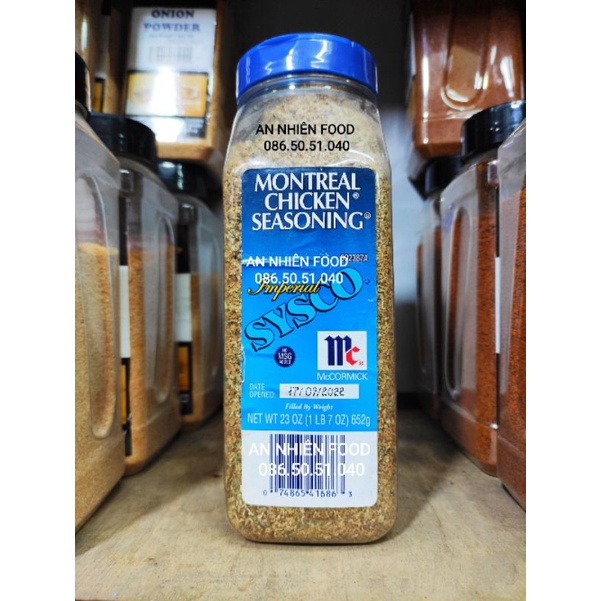 ONION
POWDER
AN NHIÊN FOOD
086.50.51.040
MONTREAL
CHICKEN®
SEASONING®
AN NHIÊN FOOD
086.50.51.040
Imperial
SYSCO
NO
MSG
ADDED
Mc
McCORMICK
DATE
OPENED: 17/09/2022
Filled By Weight
NET WT 23 OZ (1 LB 7 OZ) 652g
AN NHIÊN FOOD
086.50.51.040
0 74865 41686 3